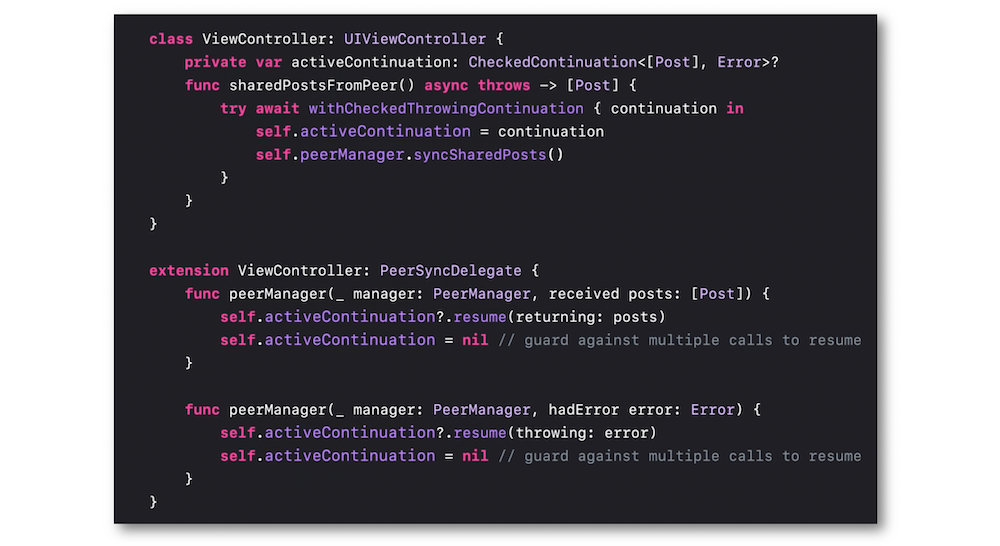 class ViewController: UIViewController {
    private var activeContinuation: CheckedContinuation<[Post], Error>?
    func sharedPostsFromPeer() async throws -> [Post] {
        try await withCheckedThrowingContinuation { continuation in
            self.activeContinuation = continuation
            self.peerManager.syncSharedPosts()
        }
    }
}

extension ViewController: PeerSyncDelegate {
    func peerManager(_ manager: PeerManager, received posts: [Post]) {
        self.activeContinuation?.resume(returning: posts)
        self.activeContinuation = nil // guard against multiple calls to resume
    }

    func peerManager(_ manager: PeerManager, hadError error: Error) {
        self.activeContinuation?.resume(throwing: error)
        self.activeContinuation = nil // guard against multiple calls to resume
    }
}